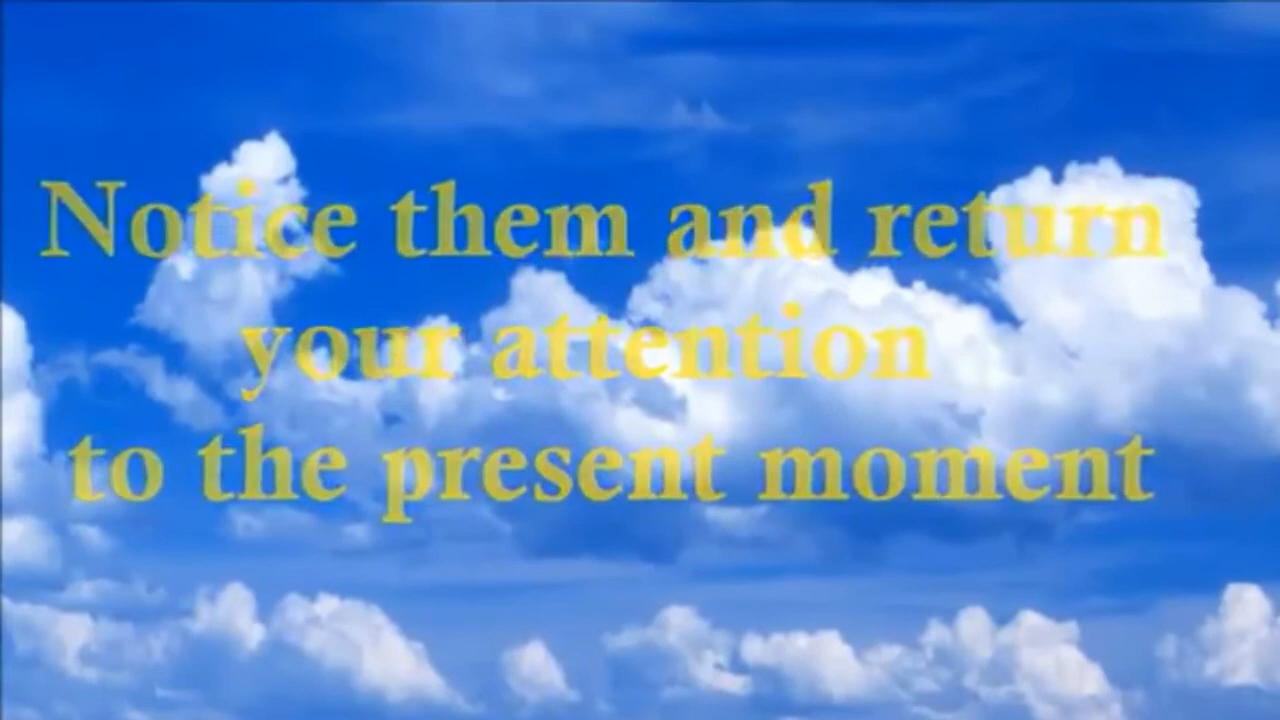 Notice them and return
your attention
to the present moment